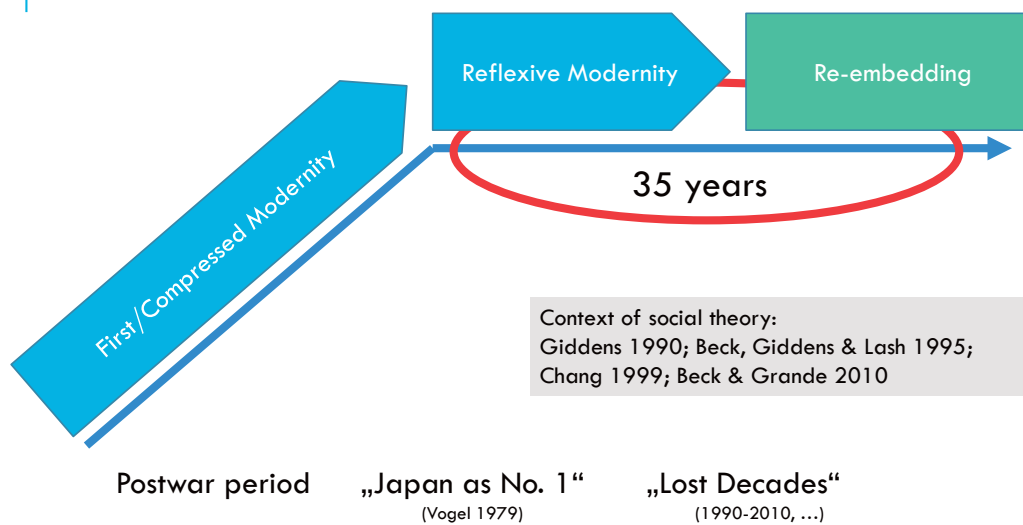 Reflexive Modernity
Re-embedding
First/Compressed Modernity
35 years
Context of social theory:
Giddens 1990; Beck, Giddens & Lash 1995;
Chang 1999; Beck & Grande 2010
Postwar period
„Japan as No. 1“
(Vogel 1979)
„Lost Decades“
(1990-2010, ...)